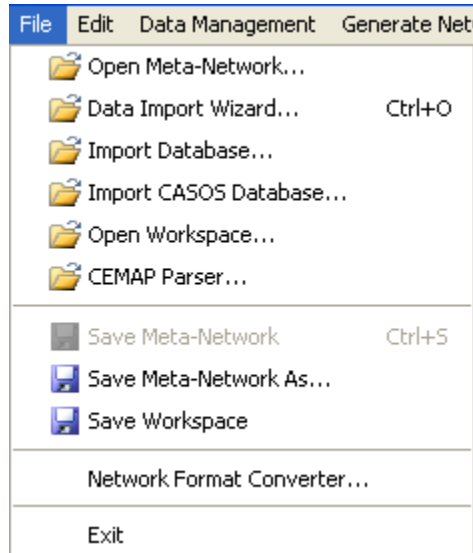 File Edit Data Management Generate Net
Open Meta-Network...
Data Import Wizard... Ctrl+O
Import Database...
Import CASOS Database...
Open Workspace...
CEMAP Parser...
Save Meta-Network Ctrl+S
Save Meta-Network As...
Save Workspace
Network Format Converter...
Exit